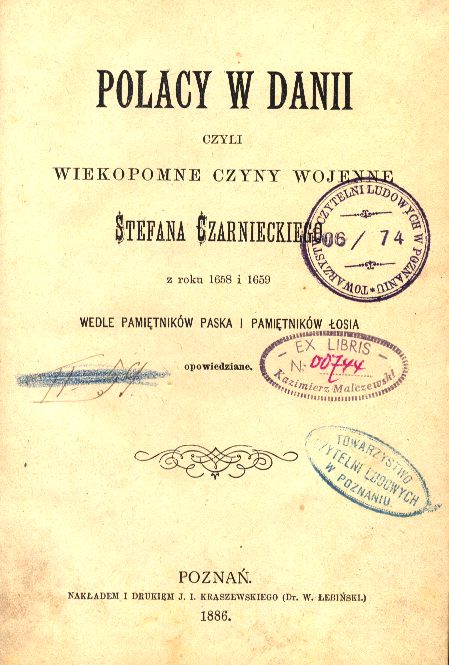 POLACY W DANII
CZYLI
WIEKOPOMNE CZYNY WOJENNE
STEFANA CZARNIECKIEGO
z roku 1658 i 1659
WEDLE PAMIĘTNIKÓW PASKA I PAMIĘTNIKÓW ŁOSIA
opowiedziane.
TOWARZYSTWO CZYTELNI LUDOWYCH W POZNANIU
06 / 74
EX LIBRIS
N. 00744
Kazimierz Malczewski
TOWARZYSTWO
CZYTELNI LUDOWYCH
W POZNANIU
POZNAŃ.
NAKŁADEM I DRUKIEM J. I. KRASZEWSKIEGO (Dr. W. ŁEBIŃSKI.)
1886.